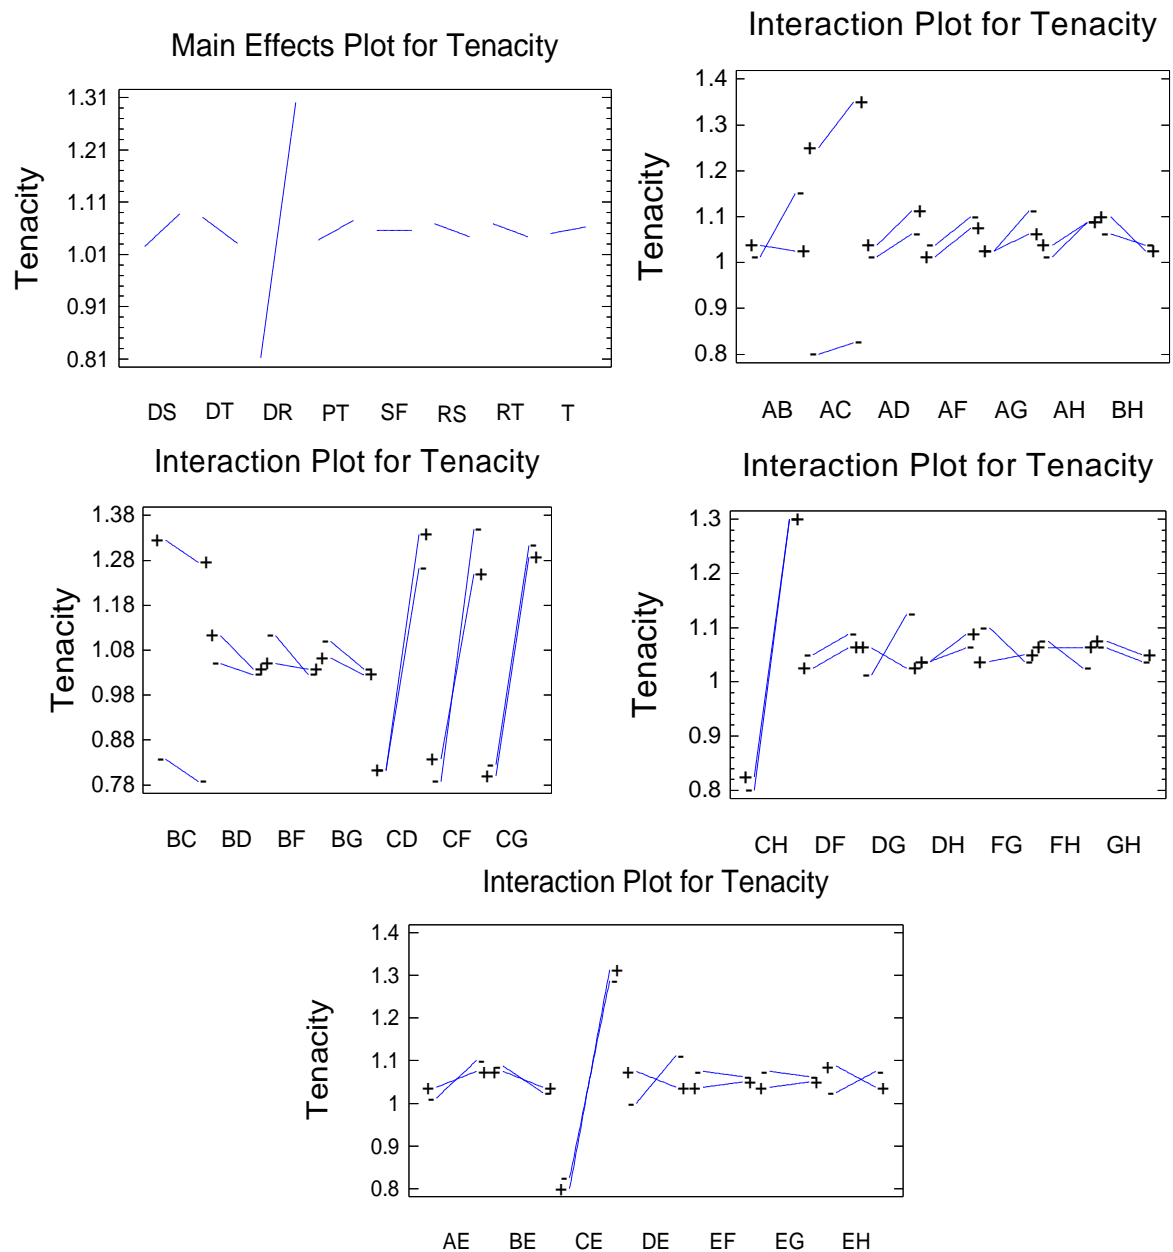 Main Effects Plot for Tenacity
Tenacity
1.31
1.21
1.11
1.01
0.91
0.81
DS DT DR PT SF RS RT T
Interaction Plot for Tenacity
Tenacity
1.4
1.3
1.2
1.1
1
0.9
0.8
AB AC AD AF AG AH BH
Interaction Plot for Tenacity
Tenacity
1.38
1.28
1.18
1.08
0.98
0.88
0.78
BC BD BF BG CD CF CG
Interaction Plot for Tenacity
Tenacity
1.3
1.2
1.1
1
0.9
0.8
CH DF DG DH FG FH GH
Interaction Plot for Tenacity
Tenacity
1.4
1.3
1.2
1.1
1
0.9
0.8
AE BE CE DE EF EG EH